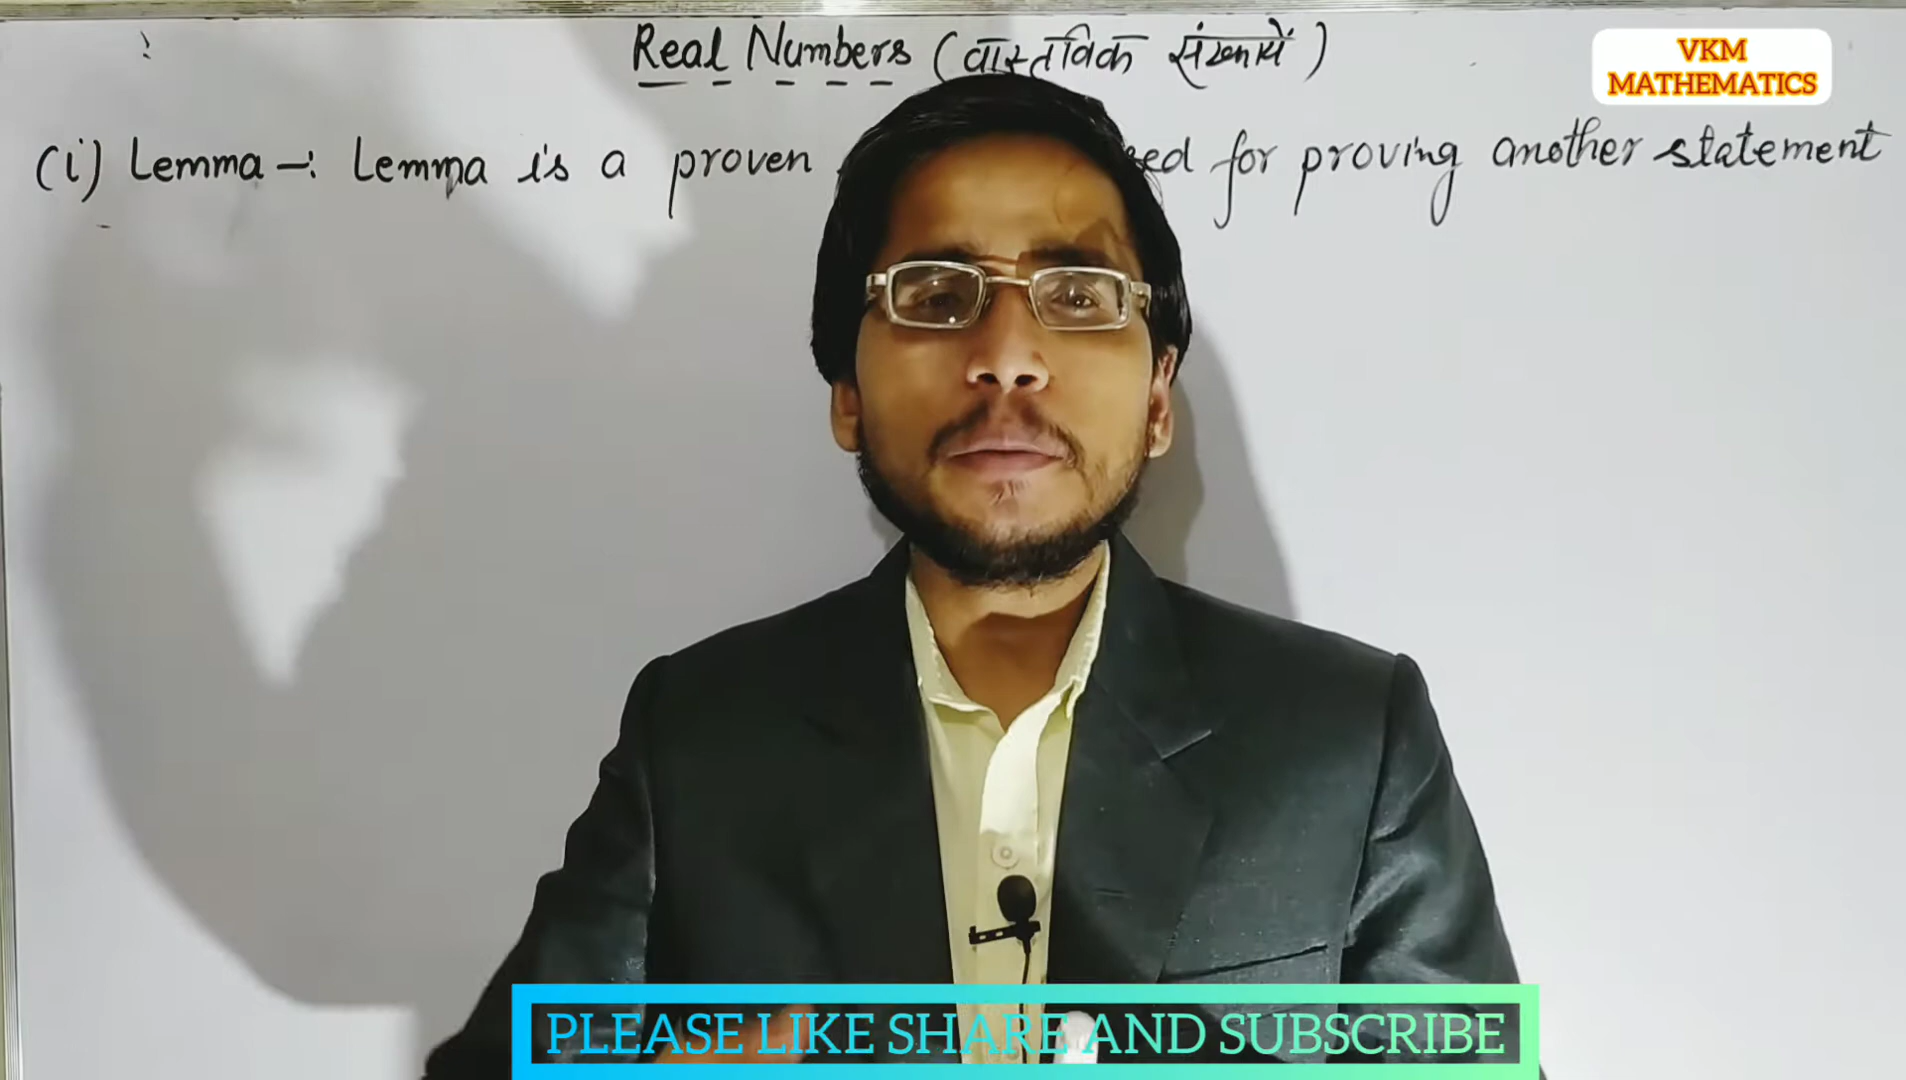 Real Numbers (वास्तविक संख्यायें)
VKM
MATHEMATICS
(i) Lemma -: Lemma is a proven for proving another statement
PLEASE LIKE SHARE AND SUBSCRIBE